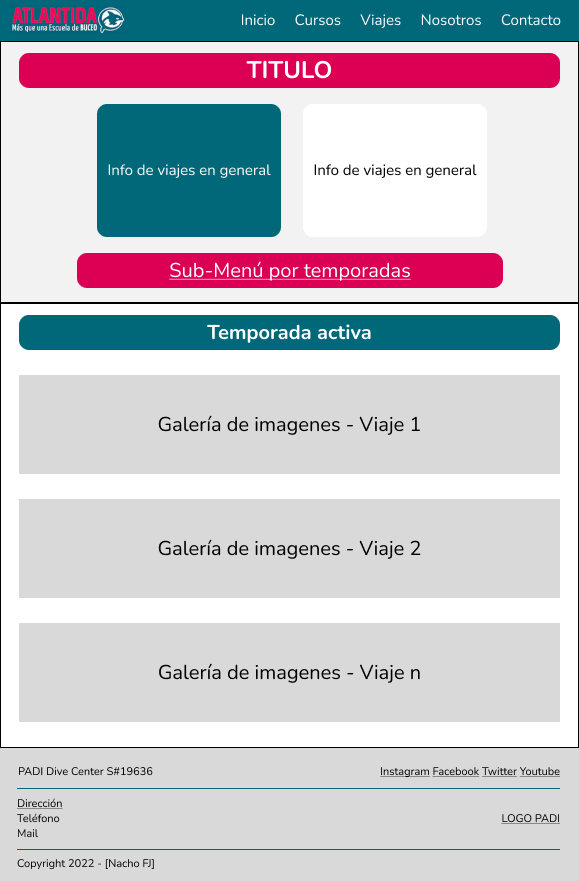 ATLANTIDA
Más que una Escuela de BUCEO
Inicio Cursos Viajes Nosotros Contacto
TITULO
Info de viajes en general
Info de viajes en general
Sub-Menú por temporadas
Temporada activa
Galería de imagenes - Viaje 1
Galería de imagenes - Viaje 2
Galería de imagenes - Viaje n
PADI Dive Center S#19636
Instagram Facebook Twitter Youtube
Dirección
Teléfono
LOGO PADI
Mail
Copyright 2022 - [Nacho FJ]